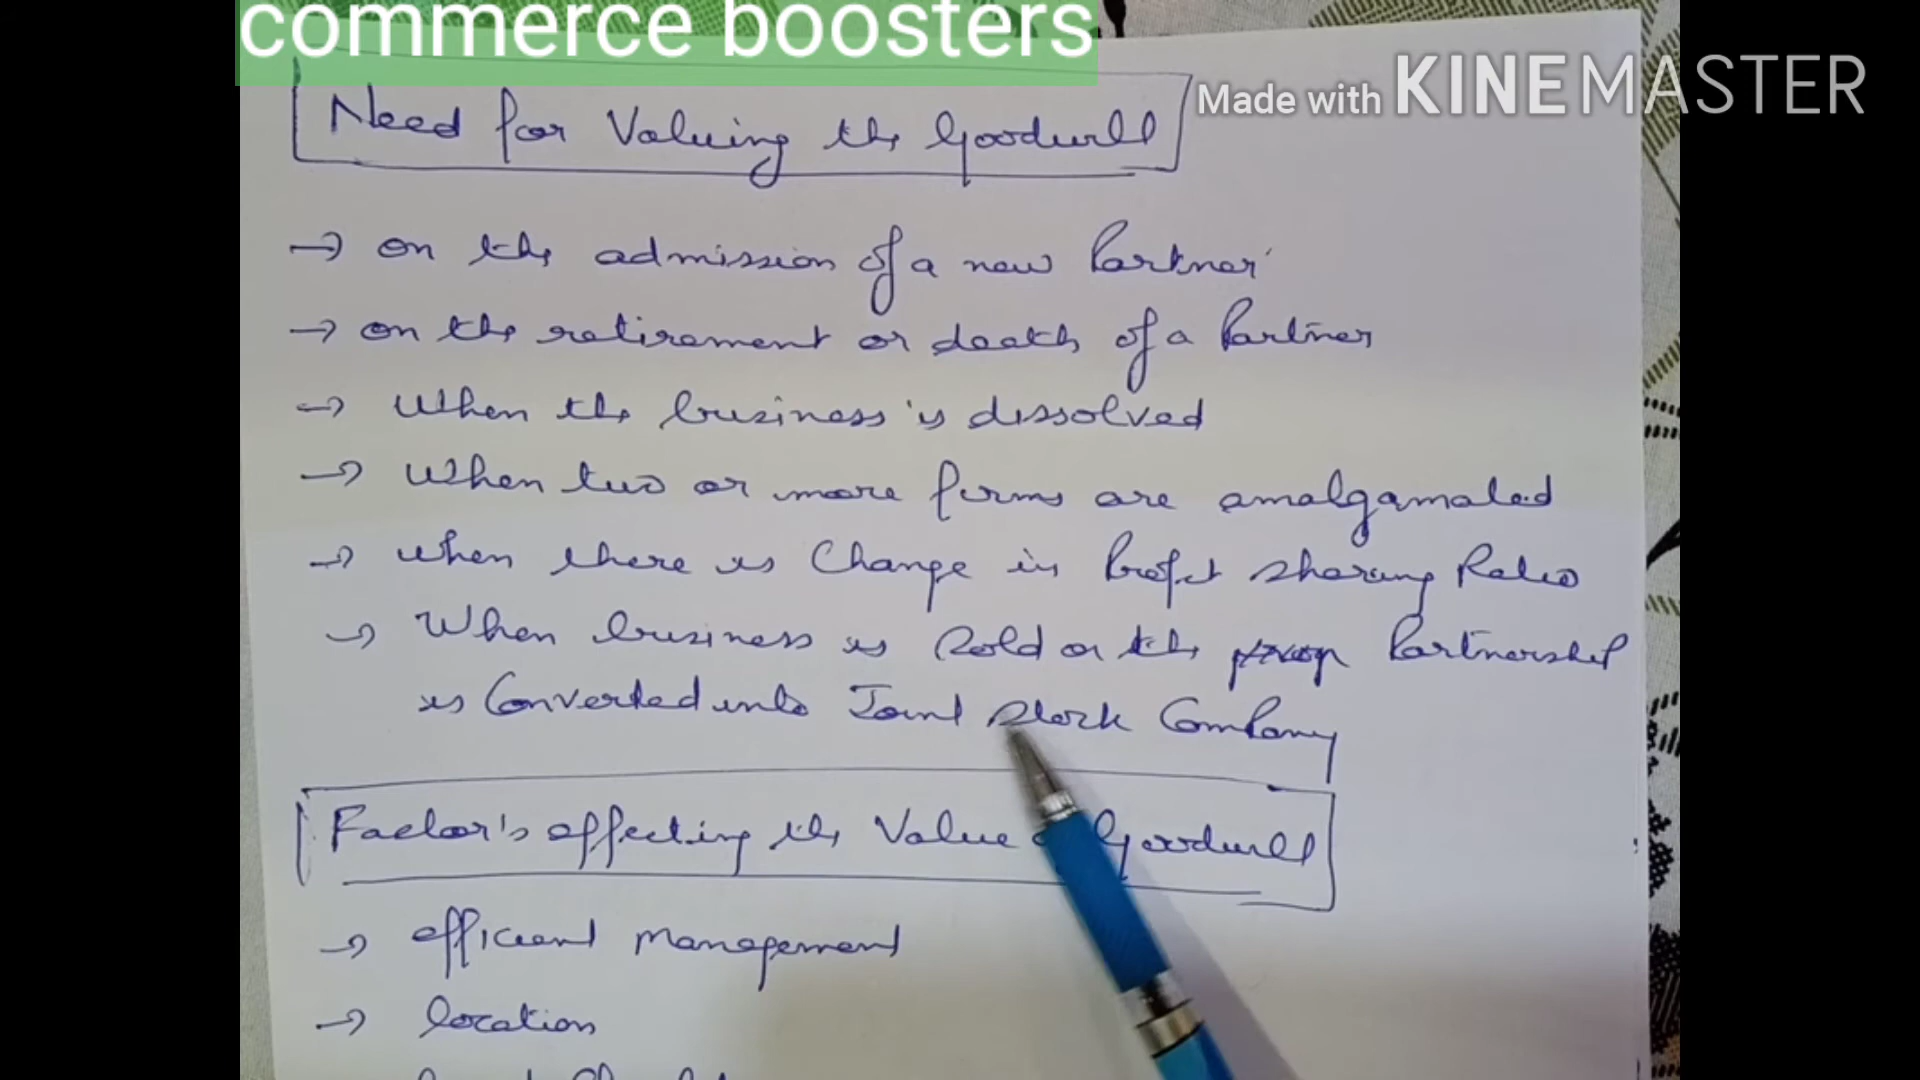 commerce boosters
Made with KINEMASTER
Need for Valuing the Goodwill
→ on the admission of a new Partner
→ on the retirement or death of a Partner
→ When the business is dissolved
→ When two or more firms are amalgamated
→ when there is Change in Profit sharing Ratio
→ When business is Sold or the Partnership
is Converted into Joint Stock Company
Factor's affecting the Value Goodwill
→ efficient management
→ location